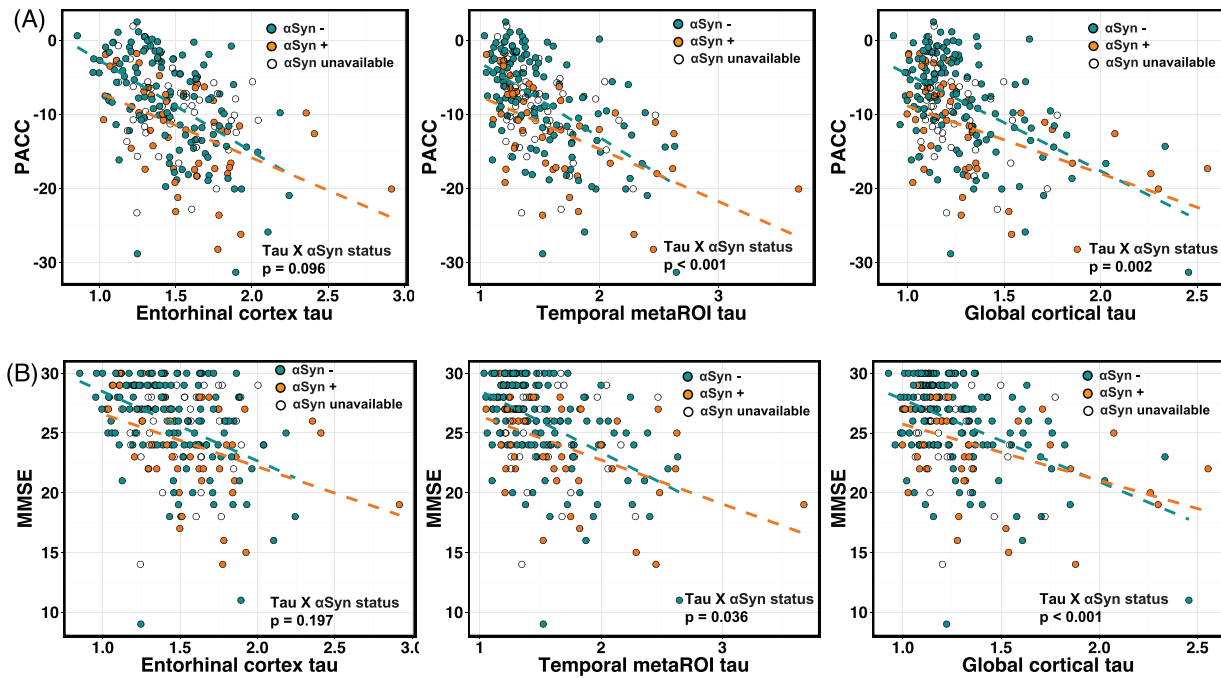 (A)
PACC
0
-10
-20
-30
αSyn -
αSyn +
αSyn unavailable
Tau X αSyn status
p = 0.096
1.0 1.5 2.0 2.5 3.0
Entorhinal cortex tau
PACC
0
-10
-20
-30
αSyn -
αSyn +
αSyn unavailable
Tau X αSyn status
p < 0.001
1 2 3
Temporal metaROI tau
PACC
0
-10
-20
-30
αSyn -
αSyn +
αSyn unavailable
Tau X αSyn status
p = 0.002
1.0 1.5 2.0 2.5
Global cortical tau
(B)
MMSE
30
25
20
15
10
αSyn -
αSyn +
αSyn unavailable
Tau X αSyn status
p = 0.197
1.0 1.5 2.0 2.5 3.0
Entorhinal cortex tau
MMSE
30
25
20
15
10
αSyn -
αSyn +
αSyn unavailable
Tau X αSyn status
p = 0.036
1 2 3
Temporal metaROI tau
MMSE
30
25
20
15
10
αSyn -
αSyn +
αSyn unavailable
Tau X αSyn status
p < 0.001
1.0 1.5 2.0 2.5
Global cortical tau